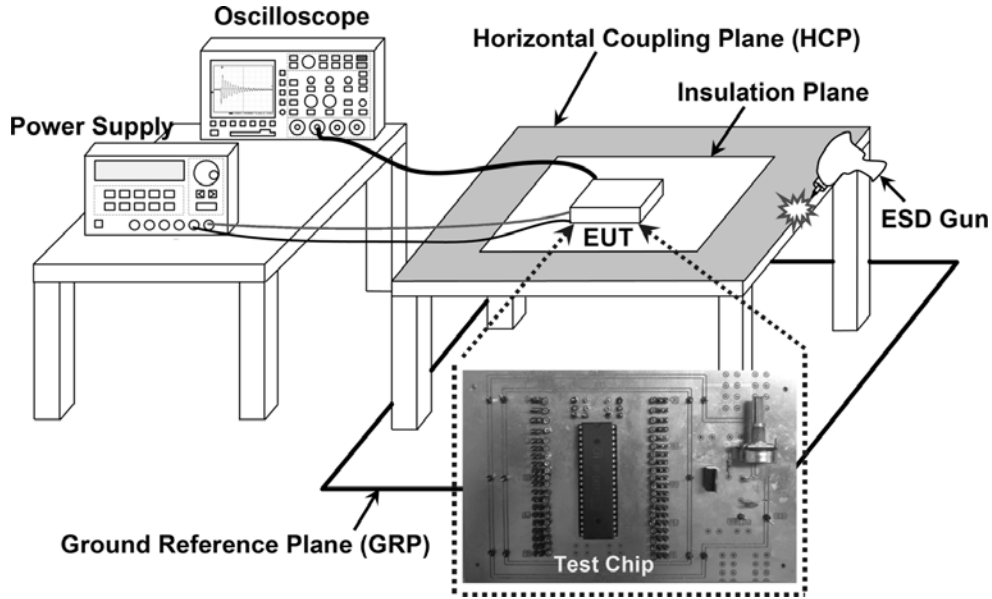 Oscilloscope
Horizontal Coupling Plane (HCP)
Insulation Plane
Power Supply
ESD Gun
EUT
Ground Reference Plane (GRP)
Test Chip